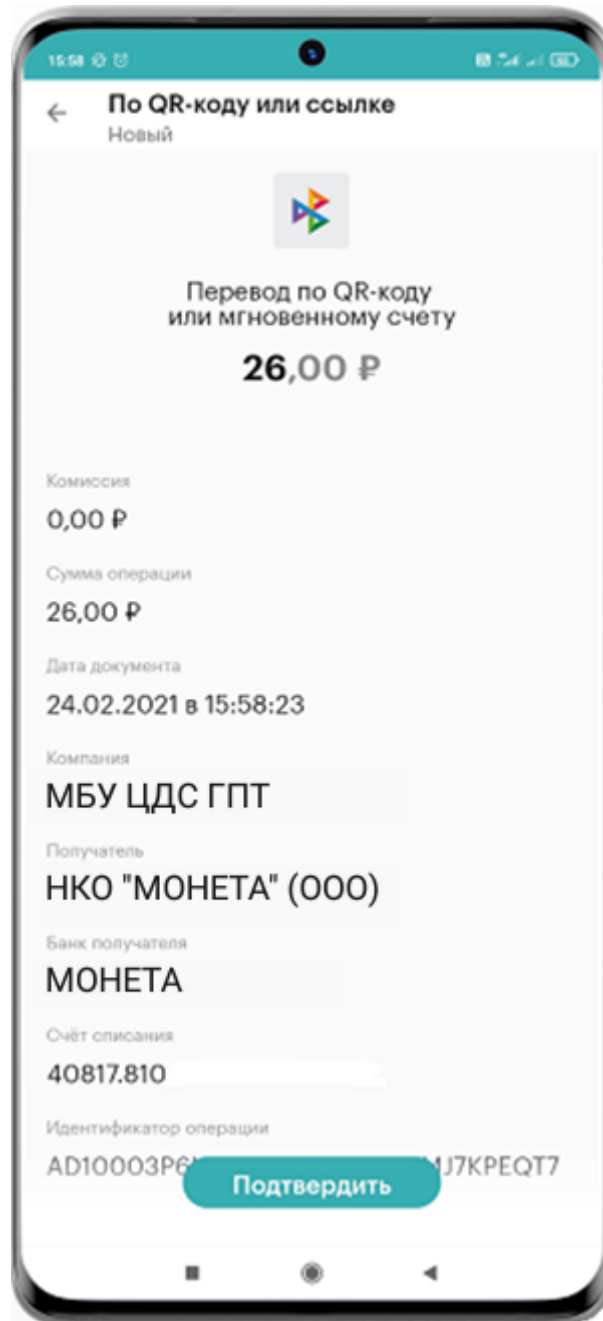 15:58
По QR-коду или ссылке
Новый
Перевод по QR-коду
или мгновенному счету
26,00 ₽
Комиссия
0,00 ₽
Сумма операции
26,00 ₽
Дата документа
24.02.2021 в 15:58:23
Компания
МБУ ЦДС ГПТ
Получатель
НКО "МОНЕТА" (ООО)
Банк получателя
МОНЕТА
Счёт списания
40817.810
Идентификатор операции
AD10003P6 MJ7KPEQT7
Подтвердить